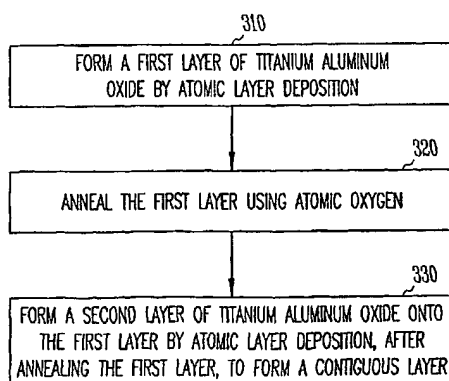 310
FORM A FIRST LAYER OF TITANIUM ALUMINUM
OXIDE BY ATOMIC LAYER DEPOSITION
320
ANNEAL THE FIRST LAYER USING ATOMIC OXYGEN
330
FORM A SECOND LAYER OF TITANIUM ALUMINUM OXIDE ONTO
THE FIRST LAYER BY ATOMIC LAYER DEPOSITION, AFTER
ANNEALING THE FIRST LAYER, TO FORM A CONTIGUOUS LAYER